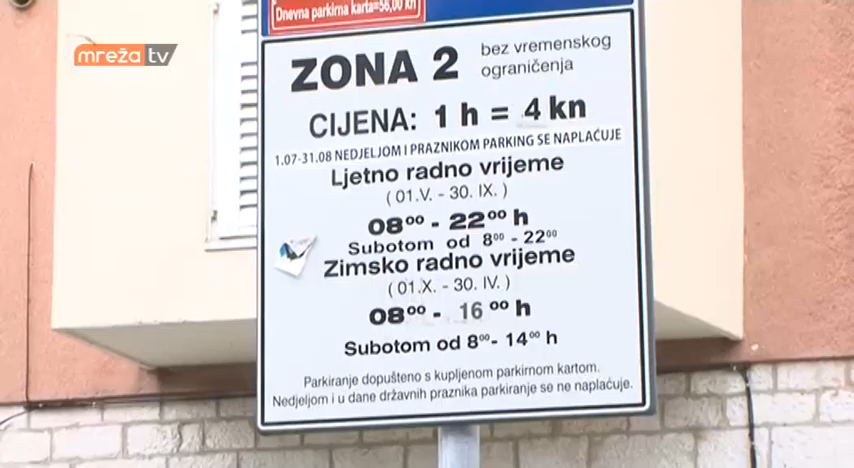 Dnevna parkirna karta=56,00 kn
mreža tv
ZONA 2 bez vremenskog
ograničenja
CIJENA: 1 h = 4 kn
1.07-31.08 NEDJELJOM I PRAZNIKOM PARKING SE NAPLAĆUJE
Ljetno radno vrijeme
( 01.V. - 30. IX. )
08⁰⁰ - 22⁰⁰ h
Subotom od 8⁰⁰ - 22⁰⁰
Zimsko radno vrijeme
( 01.X. - 30. IV. )
08⁰⁰ - 16⁰⁰ h
Subotom od 8⁰⁰- 14⁰⁰ h
Parkiranje dopušteno s kupljenom parkirnom kartom.
Nedjeljom i u dane državnih praznika parkiranje se ne naplaćuje.